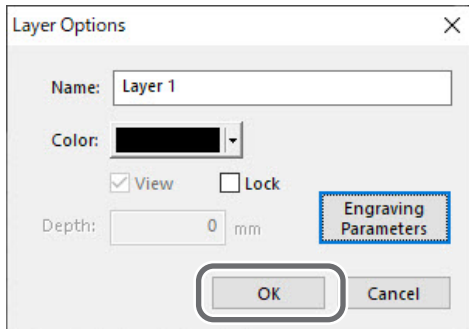 Layer Options
Name: Layer 1
Color:
View Lock
Depth: 0 mm
Engraving
Parameters
OK Cancel